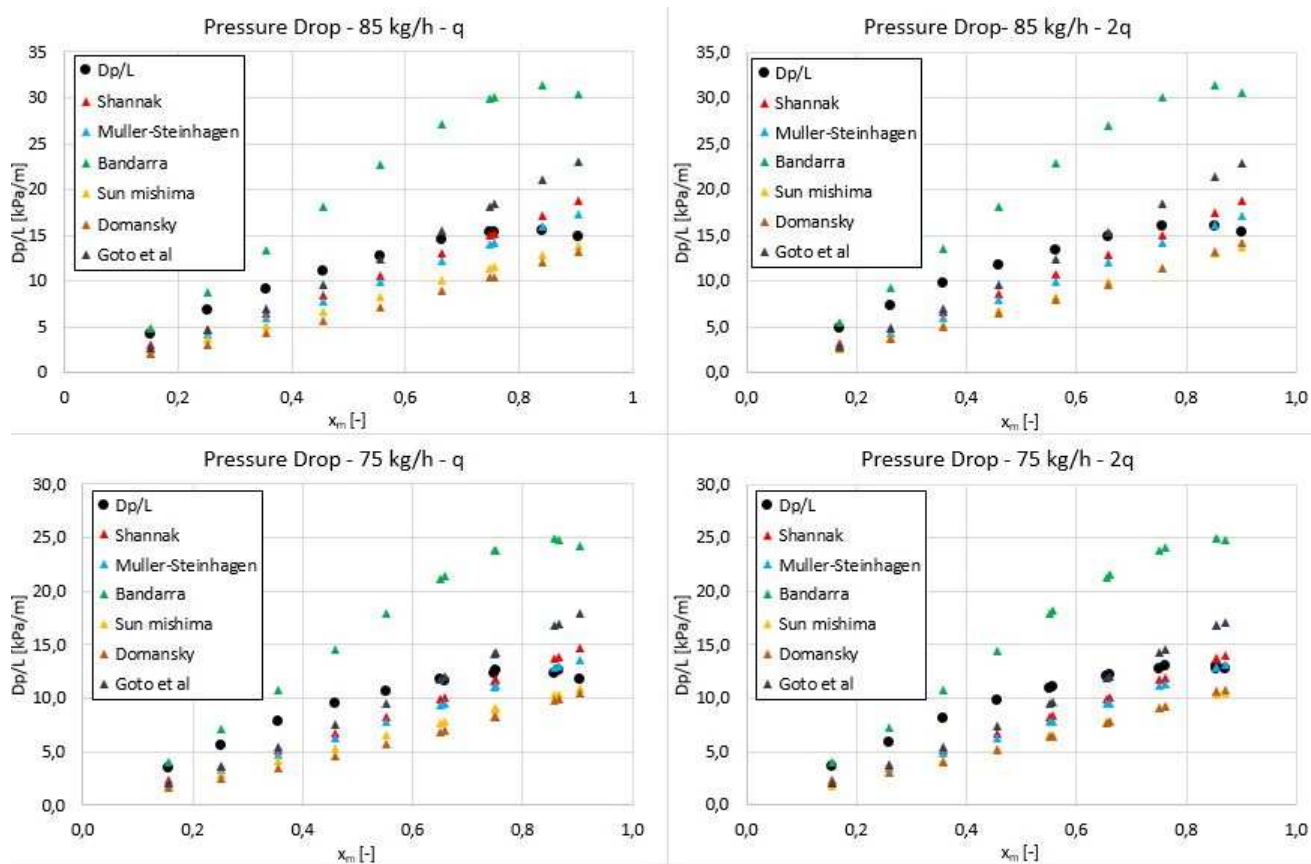 Pressure Drop - 85 kg/h - q
Dp/L [kPa/m]
35
30
25
20
15
10
5
0
Dp/L
Shannak
Muller-Steinhagen
Bandarra
Sun mishima
Domansky
Goto et al
0
0,2
0,4
0,6
0,8
1
xm [-]
Pressure Drop- 85 kg/h - 2q
Dp/L [kPa/m]
35,0
30,0
25,0
20,0
15,0
10,0
5,0
0,0
Dp/L
Shannak
Muller-Steinhagen
Bandarra
Sun mishima
Domansky
Goto et al
0,0
0,2
0,4
0,6
0,8
1,0
xm [-]
Pressure Drop - 75 kg/h - q
Dp/L [kPa/m]
30,0
25,0
20,0
15,0
10,0
5,0
0,0
Dp/L
Shannak
Muller-Steinhagen
Bandarra
Sun mishima
Domansky
Goto et al
0,0
0,2
0,4
0,6
0,8
1,0
xm [-]
Pressure Drop - 75 kg/h - 2q
Dp/L [kPa/m]
30,0
25,0
20,0
15,0
10,0
5,0
0,0
Dp/L
Shannak
Muller-Steinhagen
Bandarra
Sun mishima
Domansky
Goto et al
0,0
0,2
0,4
0,6
0,8
1,0
xm [-]